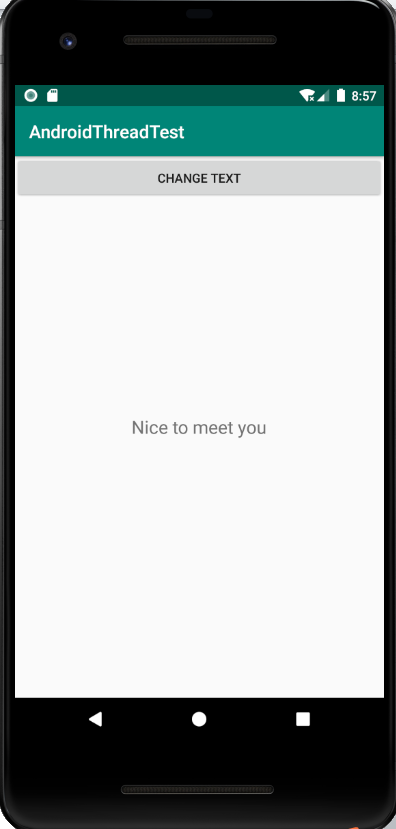 8:57
AndroidThreadTest
CHANGE TEXT
Nice to meet you